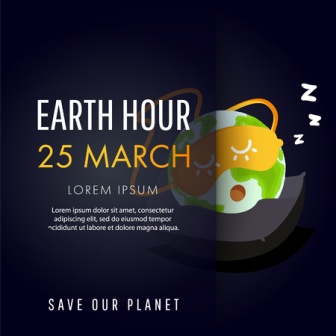 EARTH HOUR
25 MARCH
LOREM IPSUM
Lorem ipsum dolor sit amet, consectetur
adipiscing elit, sed do eiusmod tempor
incididunt ut labore et dolore magna aliqua.
SAVE OUR PLANET
z
z
z